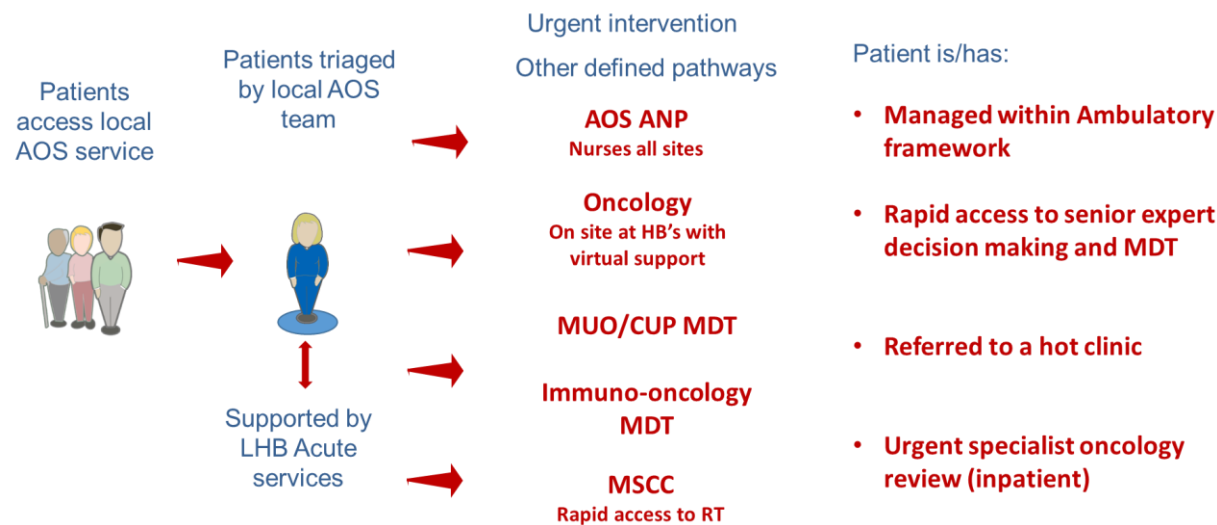 Patients
access local
AOS service
Patients triaged
by local AOS
team
Supported by
LHB Acute
services
Urgent intervention
Other defined pathways
AOS ANP
Nurses all sites
Oncology
On site at HB's with
virtual support
MUO/CUP MDT
Immuno-oncology
MDT
MSCC
Rapid access to RT
Patient is/has:
• Managed within Ambulatory
framework
• Rapid access to senior expert
decision making and MDT
• Referred to a hot clinic
• Urgent specialist oncology
review (inpatient)